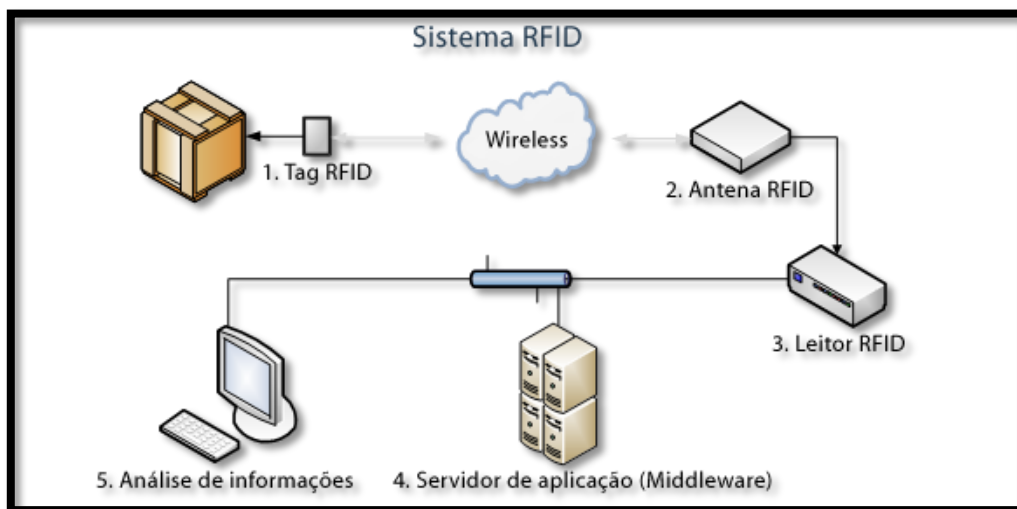 Sistema RFID
Wireless
1. Tag RFID
2. Antena RFID
3. Leitor RFID
4. Servidor de aplicação (Middleware)
5. Análise de informações